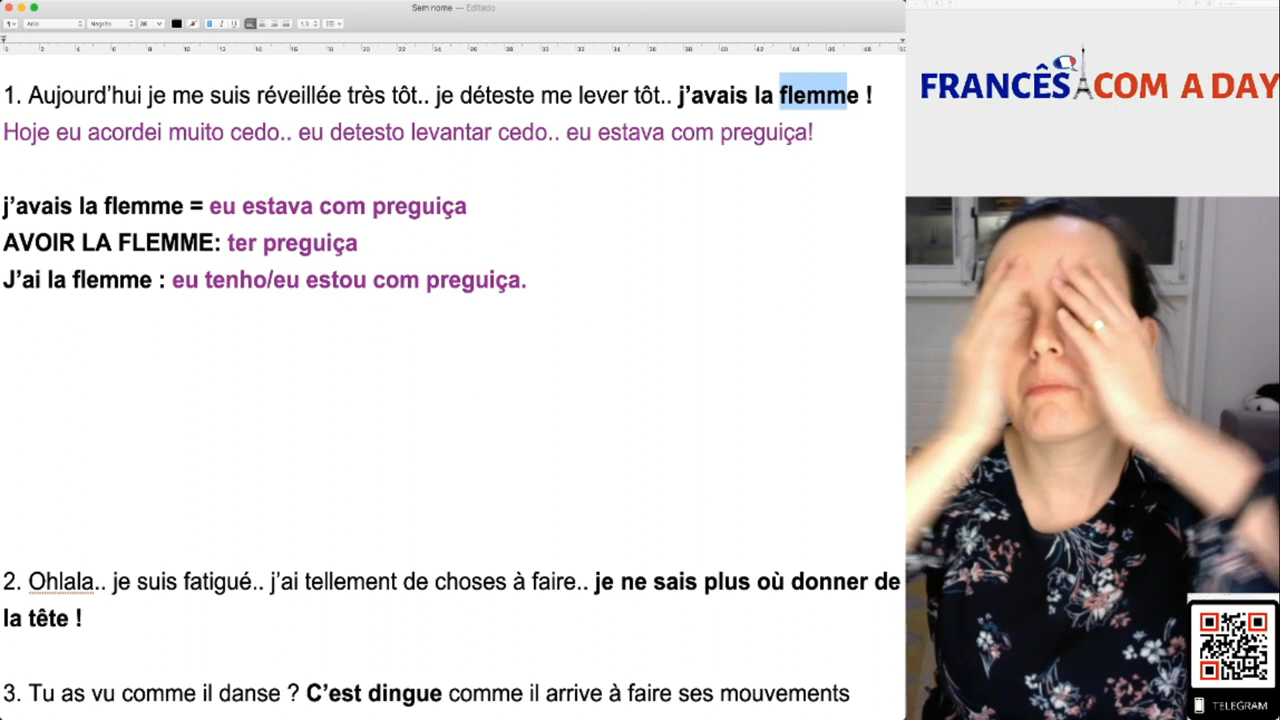 Sem nome — Editado
1. Aujourd’hui je me suis réveillée très tôt.. je déteste me lever tôt.. j’avais la flemme !
Hoje eu acordei muito cedo.. eu detesto levantar cedo.. eu estava com preguiça!
j’avais la flemme = eu estava com preguiça
AVOIR LA FLEMME: ter preguiça
J’ai la flemme : eu tenho/eu estou com preguiça.
2. Ohlala.. je suis fatigué.. j’ai tellement de choses à faire.. je ne sais plus où donner de
la tête !
3. Tu as vu comme il danse ? C’est dingue comme il arrive à faire ses mouvements
FRANCÊS COM A DAY
TELEGRAM